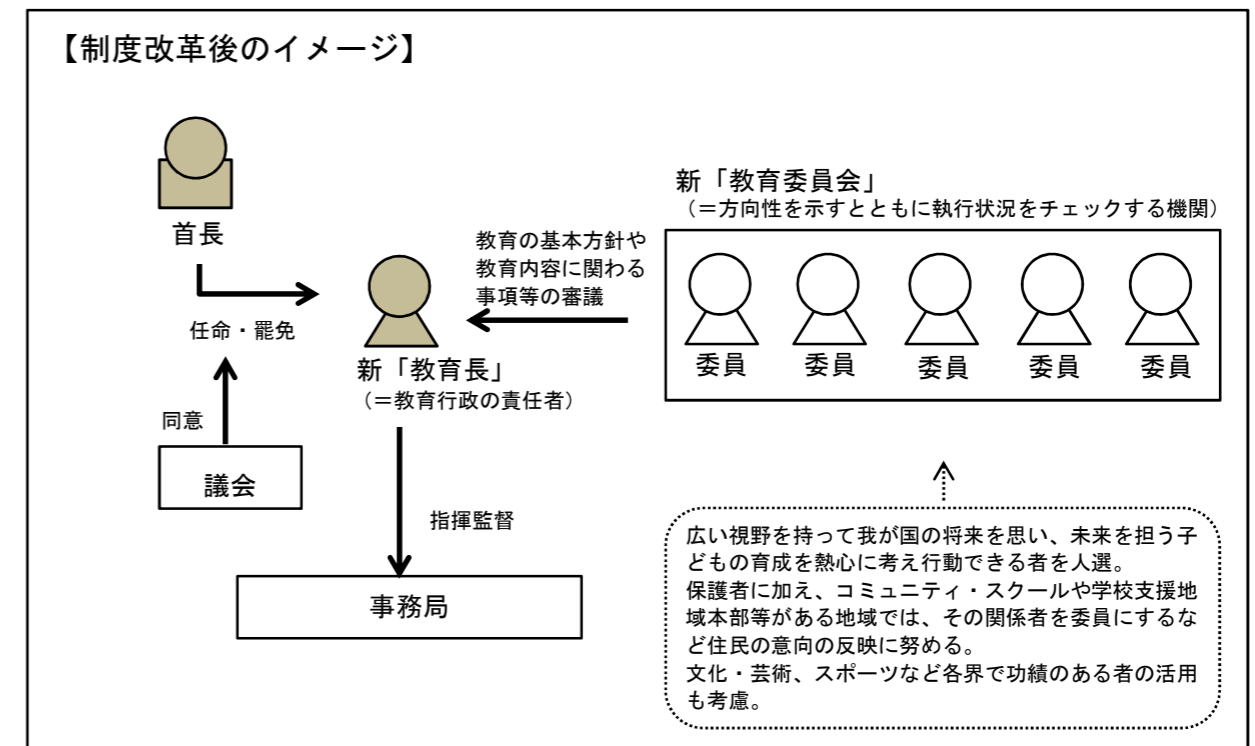 【制度改革後のイメージ】
首長
任命・罷免
同意
議会
新「教育長」
(=教育行政の責任者)
指揮監督
事務局
教育の基本方針や
教育内容に関わる
事項等の審議
新「教育委員会」
(=方向性を示すとともに執行状況をチェックする機関)
委員
委員
委員
委員
委員
広い視野を持って我が国の将来を思い、未来を担う子
どもの育成を熱心に考え行動できる者を人選。
保護者に加え、コミュニティ・スクールや学校支援地
域本部等がある地域では、その関係者を委員にするな
ど住民の意向の反映に努める。
文化・芸術、スポーツなど各界で功績のある者の活用
も考慮。